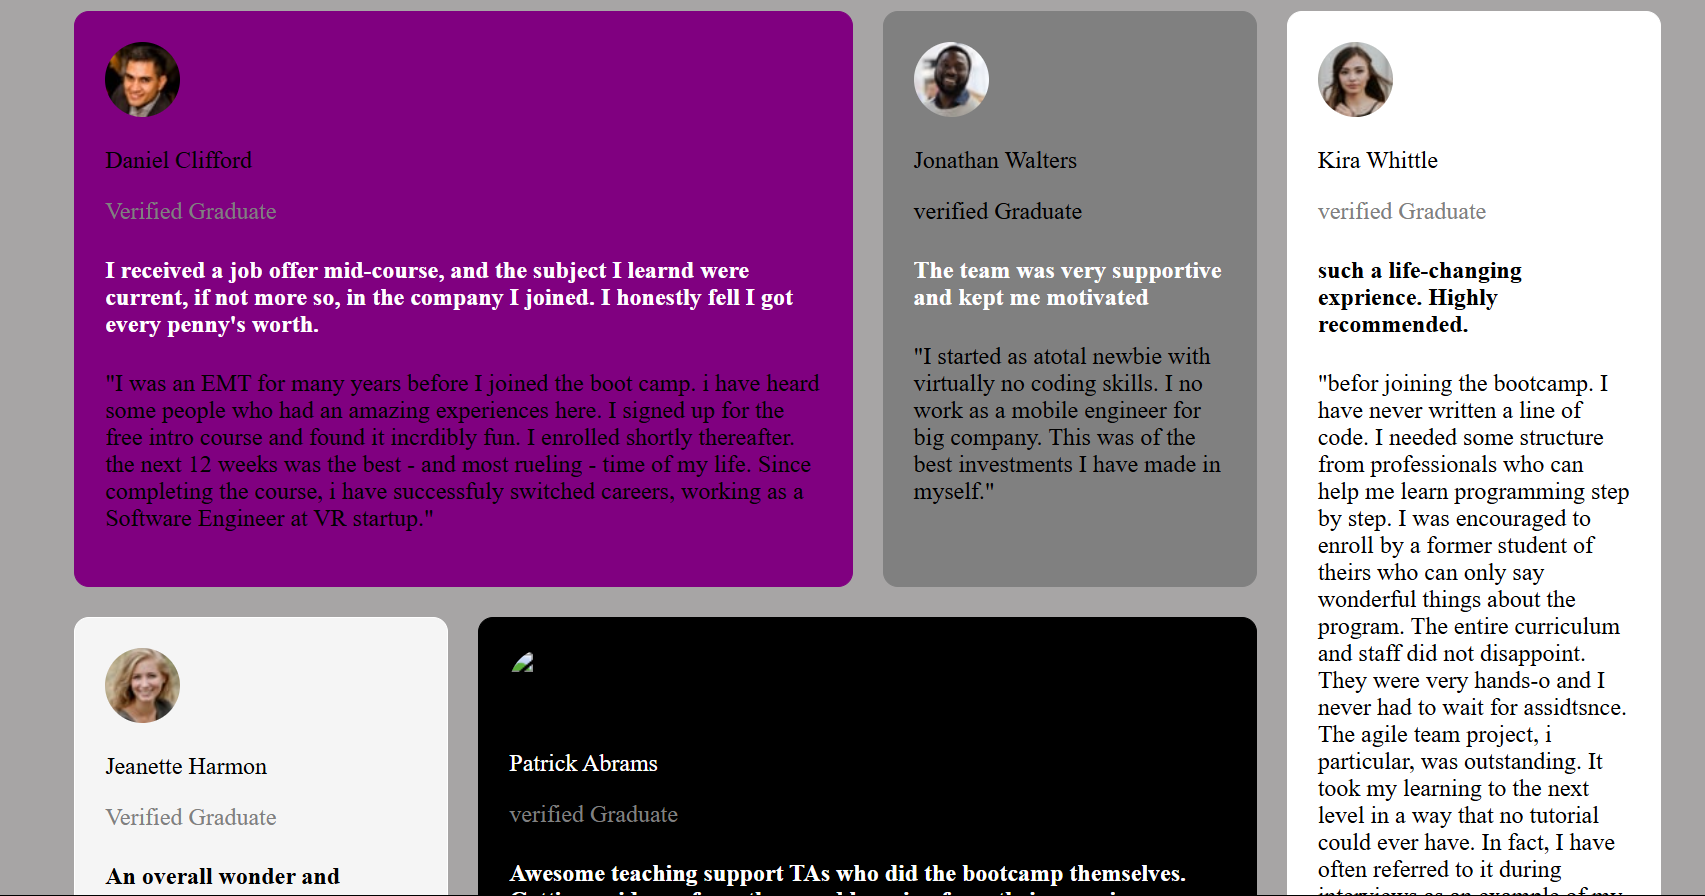 Daniel Clifford
Verified Graduate
I received a job offer mid-course, and the subject I learnd were
current, if not more so, in the company I joined. I honestly fell I got
every penny's worth.
"I was an EMT for many years before I joined the boot camp. i have heard
some people who had an amazing experiences here. I signed up for the
free intro course and found it incrdibly fun. I enrolled shortly thereafter.
the next 12 weeks was the best - and most rueling - time of my life. Since
completing the course, i have successfuly switched careers, working as a
Software Engineer at VR startup."
Jonathan Walters
verified Graduate
The team was very supportive
and kept me motivated
"I started as atotal newbie with
virtually no coding skills. I no
work as a mobile engineer for
big company. This was of the
best investments I have made in
myself."
Kira Whittle
verified Graduate
such a life-changing
exprience. Highly
recommended.
"befor joining the bootcamp. I
have never written a line of
code. I needed some structure
from professionals who can
help me learn programming step
by step. I was encouraged to
enroll by a former student of
theirs who can only say
wonderful things about the
program. The entire curriculum
and staff did not disappoint.
They were very hands-o and I
never had to wait for assidtsnce.
The agile team project, i
particular, was outstanding. It
took my learning to the next
level in a way that no tutorial
could ever have. In fact, I have
often referred to it during
interviews as an example of my
Jeanette Harmon
Verified Graduate
An overall wonder and
Patrick Abrams
verified Graduate
Awesome teaching support TAs who did the bootcamp themselves.